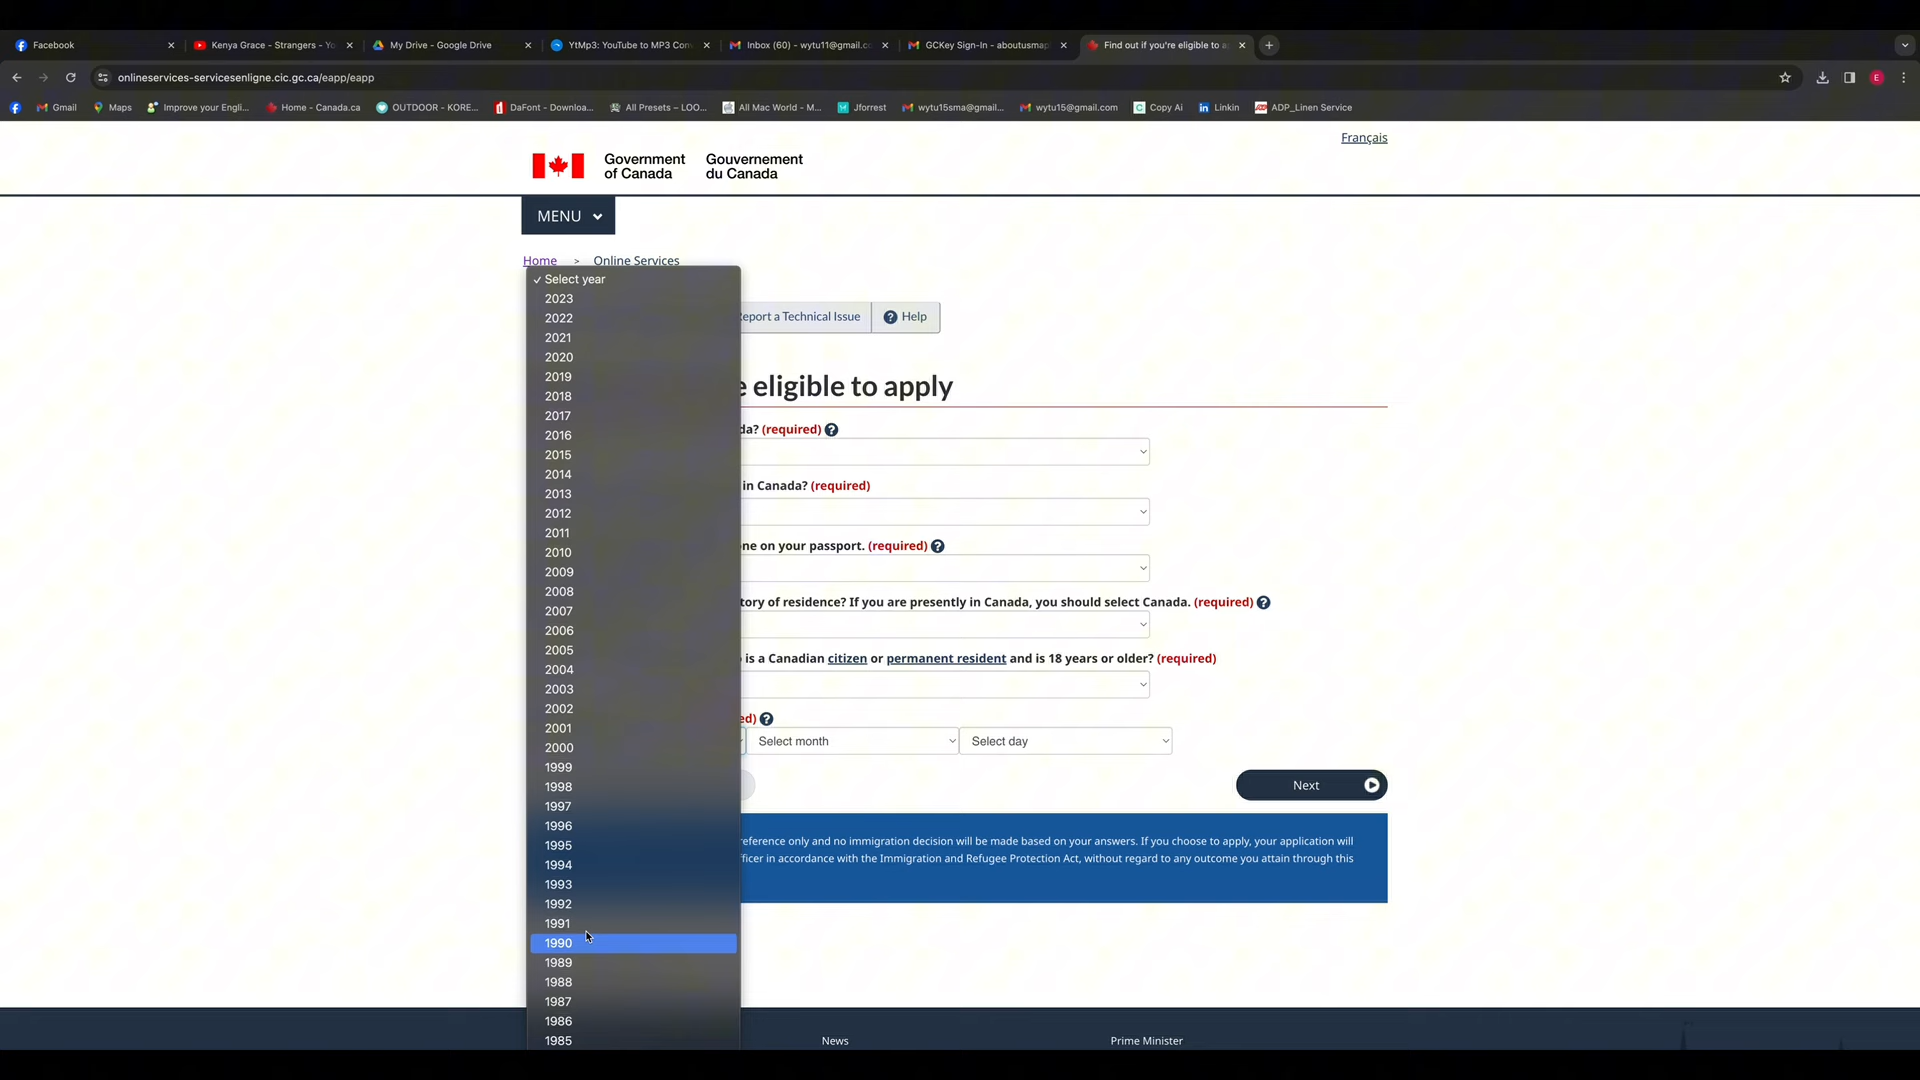 Facebook
Kenya Grace - Strangers - Yo
My Drive - Google Drive
YtMp3: YouTube to MP3 Con
Inbox (60) - wytu11@gmail.co
GCKey Sign-In - aboutusmap
Find out if you're eligible to a
onlineservices-servicesenligne.cic.gc.ca/eapp/eapp
E
Gmail
Maps
Improve your Engli...
Home - Canada.ca
OUTDOOR - KORE...
DaFont - Downloa...
All Presets – LOO...
All Mac World - M...
Jforrest
wytu15sma@gmail...
wytu15@gmail.com
Copy Ai
Linkin
ADP_Linen Service
Français
Government of Canada
Gouvernement du Canada
MENU
Home > Online Services
✓ Select year
2023
2022
2021
2020
2019
2018
2017
2016
2015
2014
2013
2012
2011
2010
2009
2008
2007
2006
2005
2004
2003
2002
2001
2000
1999
1998
1997
1996
1995
1994
1993
1992
1991
1990
1989
1988
1987
1986
1985
Report a Technical Issue
Help
e eligible to apply
da? (required)
in Canada? (required)
ne on your passport. (required)
tory of residence? If you are presently in Canada, you should select Canada. (required)
is a Canadian citizen or permanent resident and is 18 years or older? (required)
ed)
Select month
Select day
Next
eference only and no immigration decision will be made based on your answers. If you choose to apply, your application will
fficer in accordance with the Immigration and Refugee Protection Act, without regard to any outcome you attain through this
News
Prime Minister